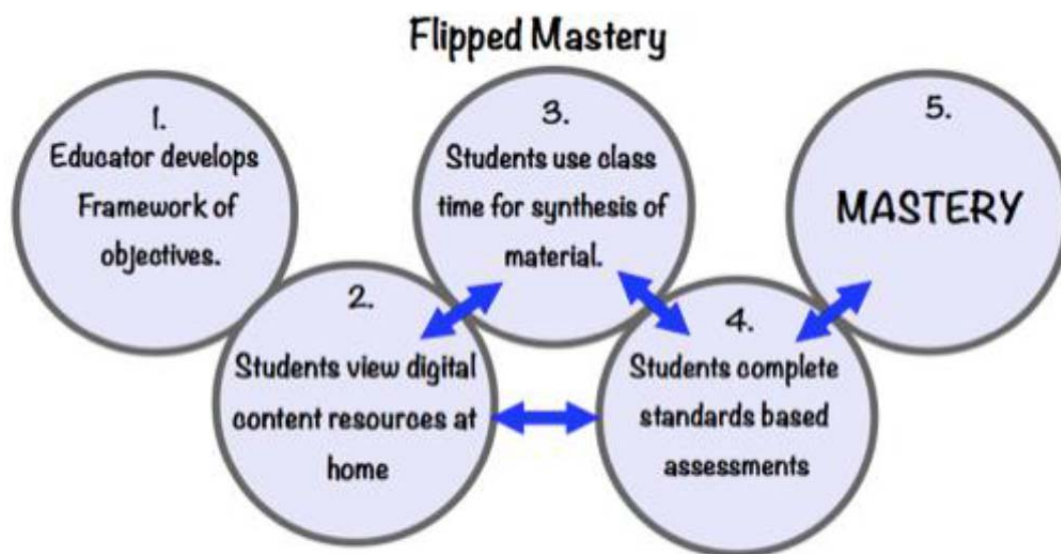 Flipped Mastery
1.
Educator develops
Framework of
objectives.
2.
Students view digital
content resources at
home
3.
Students use class
time for synthesis of
material.
4.
Students complete
standards based
assessments
5.
MASTERY